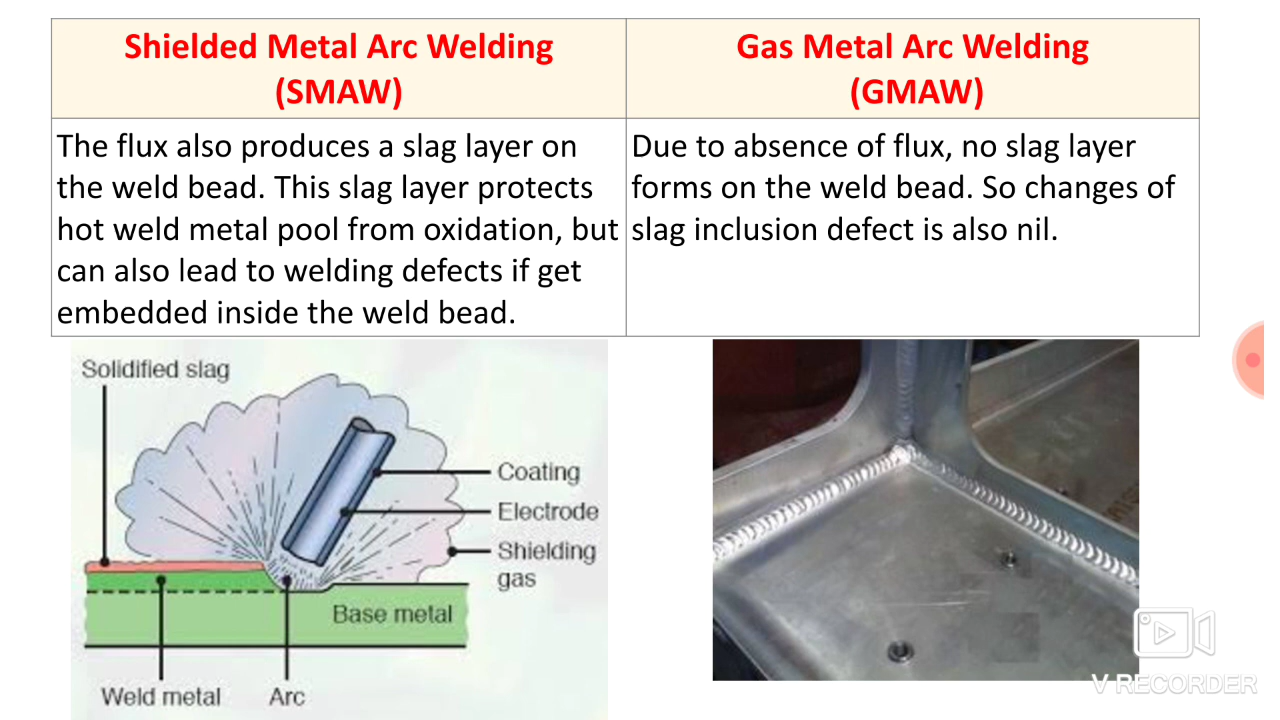 Shielded Metal Arc Welding
(SMAW)
Gas Metal Arc Welding
(GMAW)
The flux also produces a slag layer on
the weld bead. This slag layer protects
hot weld metal pool from oxidation, but
can also lead to welding defects if get
embedded inside the weld bead.
Due to absence of flux, no slag layer
forms on the weld bead. So changes of
slag inclusion defect is also nil.
Solidified slag
Coating
Electrode
Shielding
gas
Base metal
Weld metal
Arc
V RECORDER